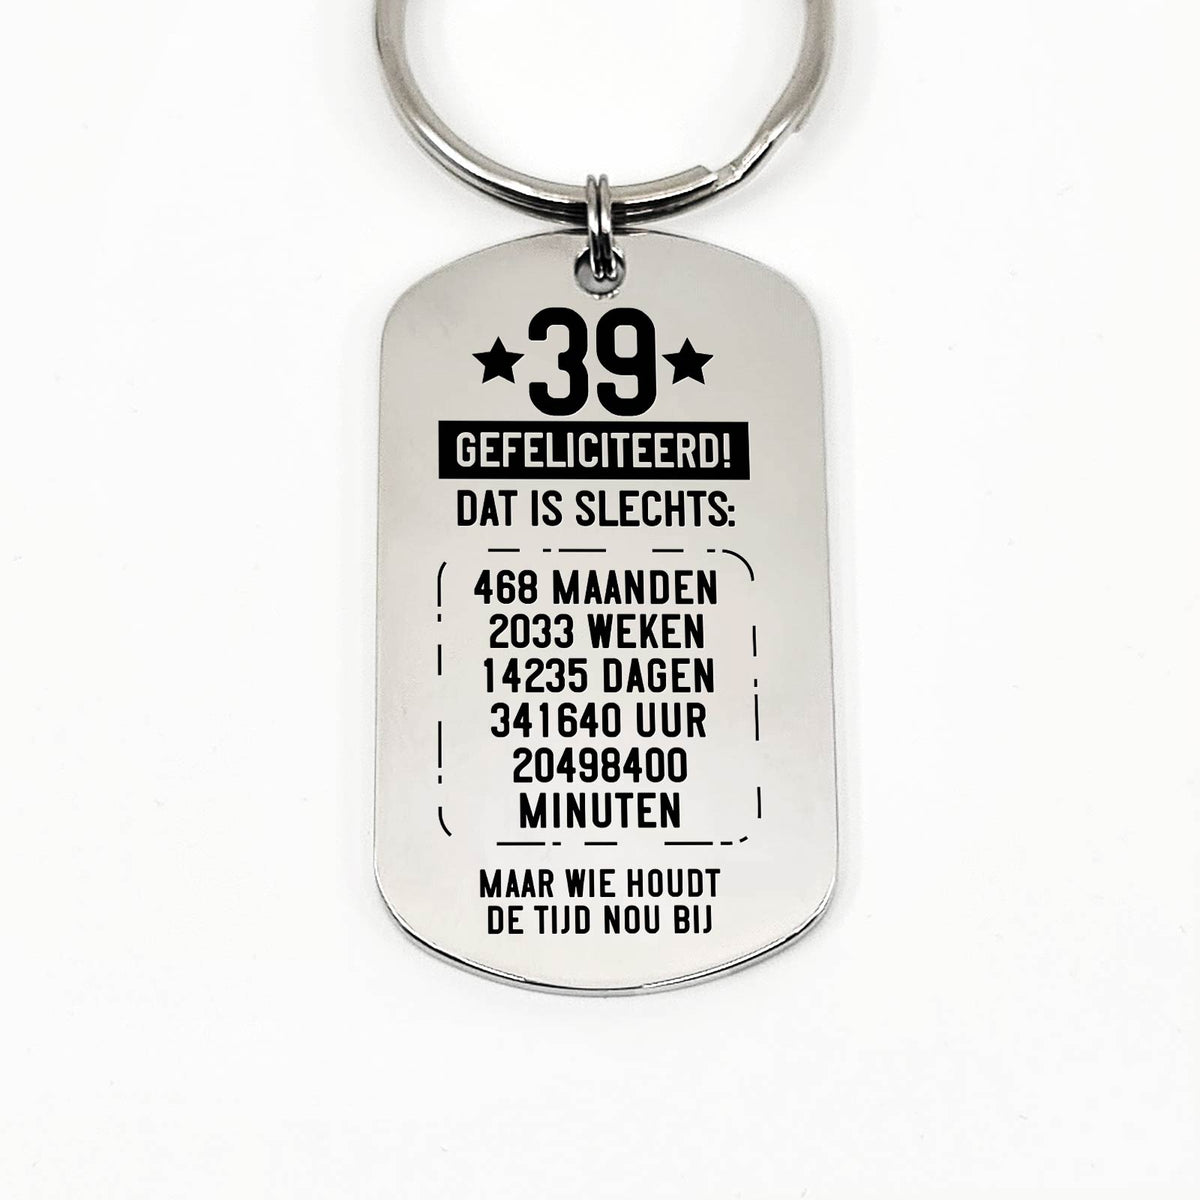 ★39★
GEFELICITEERD!
DAT IS SLECHTS:
468 MAANDEN
2033 WEKEN
14235 DAGEN
341640 UUR
20498400
MINUTEN
MAAR WIE HOUDT
DE TIJD NOU BIJ